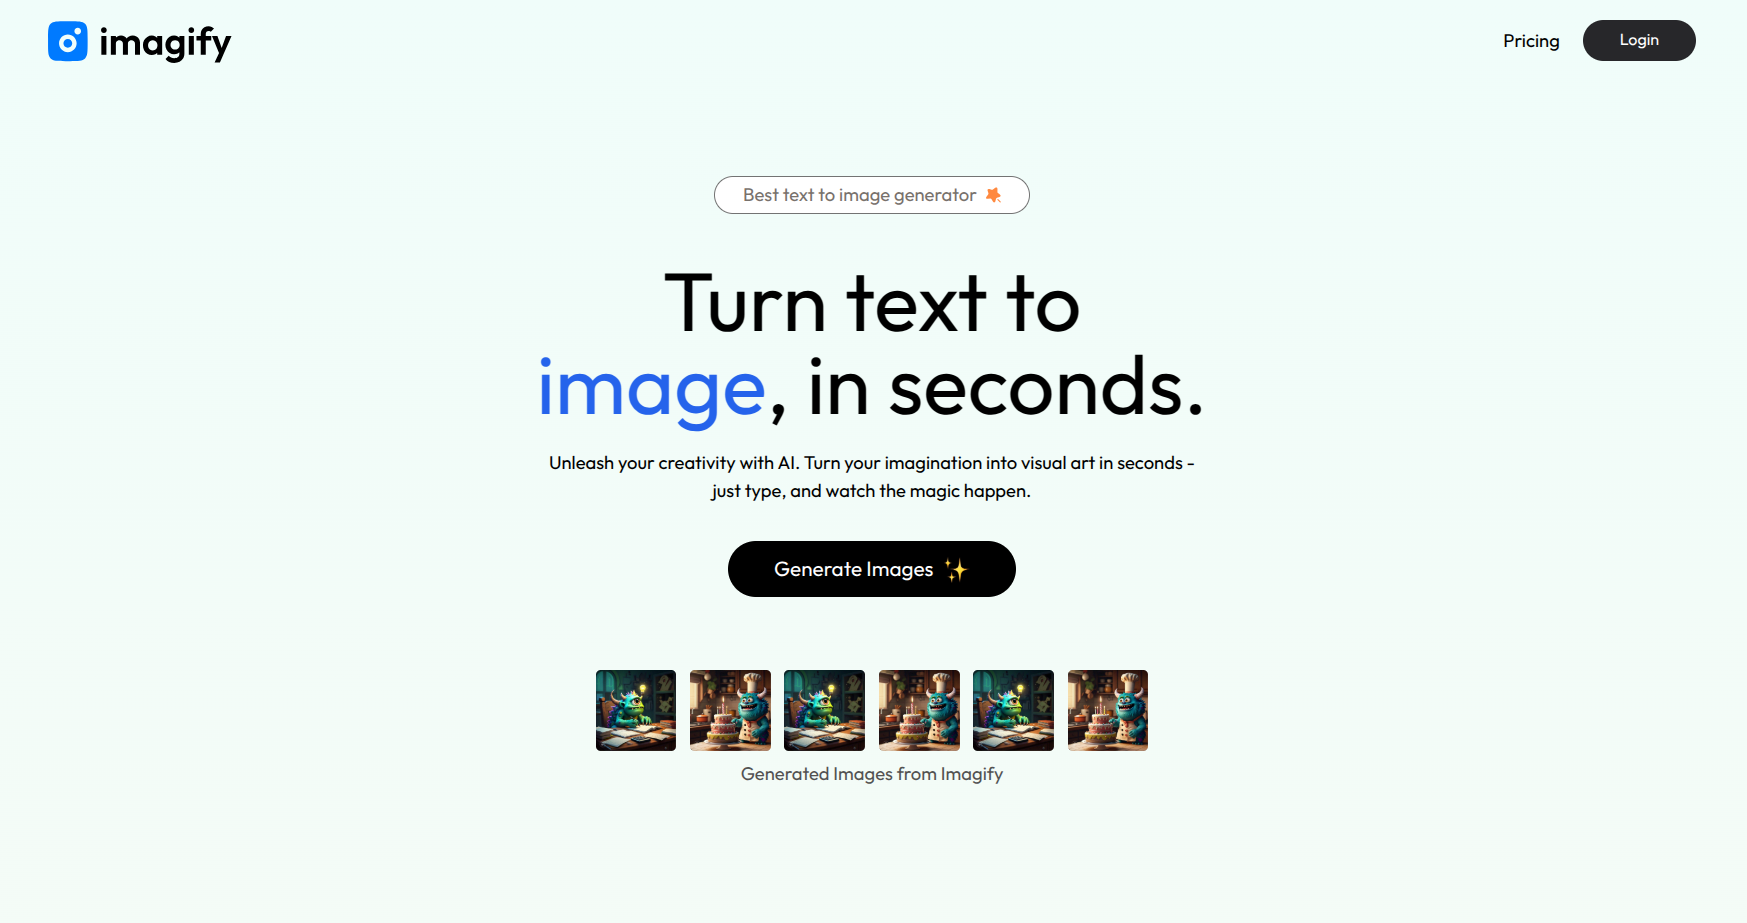 imagify
Pricing
Login
Best text to image generator
Turn text to
image, in seconds.
Unleash your creativity with AI. Turn your imagination into visual art in seconds -
just type, and watch the magic happen.
Generate Images ✨
Generated Images from Imagify